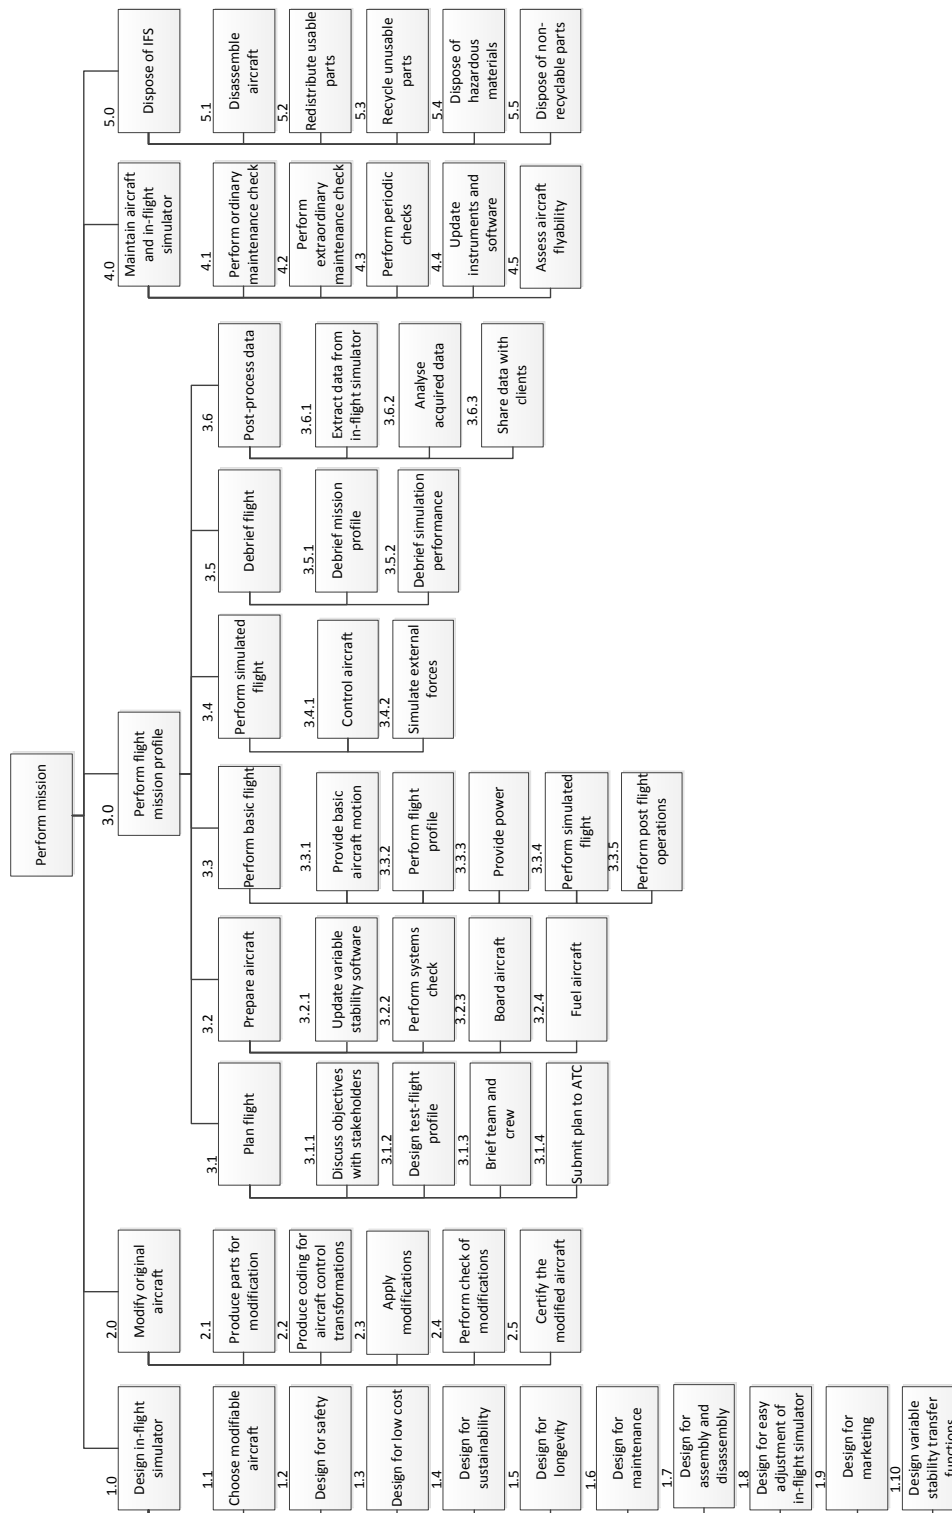 Perform mission
1.0
Design in-flight
simulator
1.1
Choose modifiable
aircraft
1.2
Design for safety
1.3
Design for low cost
1.4
Design for
sustainability
1.5
Design for
longevity
1.6
Design for
maintenance
1.7
Design for
assembly and
disassembly
1.8
Design for easy
adjustment of
in-flight simulator
1.9
Design for
marketing
1.10
Design variable
stability transfer
functions
2.0
Modify original
aircraft
2.1
Produce parts for
modification
2.2
Produce coding for
aircraft control
transformations
2.3
Apply
modifications
2.4
Perform check of
modifications
2.5
Certify the
modified aircraft
3.0
Perform flight
mission profile
3.1
Plan flight
3.1.1
Discuss objectives
with stakeholders
3.1.2
Design test-flight
profile
3.1.3
Brief team and
crew
3.1.4
Submit plan to ATC
3.2
Prepare aircraft
3.2.1
Update variable
stability software
3.2.2
Perform systems
check
3.2.3
Board aircraft
3.2.4
Fuel aircraft
3.3
Perform basic flight
3.3.1
Provide basic
aircraft motion
3.3.2
Perform flight
profile
3.3.3
Provide power
3.3.4
Perform simulated
flight
3.3.5
Perform post flight
operations
3.4
Perform simulated
flight
3.4.1
Control aircraft
3.4.2
Simulate external
forces
3.5
Debrief flight
3.5.1
Debrief mission
profile
3.5.2
Debrief simulation
performance
3.6
Post-process data
3.6.1
Extract data from
in-flight simulator
3.6.2
Analyse
acquired data
3.6.3
Share data with
clients
4.0
Maintain aircraft
and in-flight
simulator
4.1
Perform ordinary
maintenance check
4.2
Perform
extraordinary
maintenance check
4.3
Perform periodic
checks
4.4
Update
instruments and
software
4.5
Assess aircraft
flyability
5.0
Dispose of IFS
5.1
Disassemble
aircraft
5.2
Redistribute usable
parts
5.3
Recycle unusable
parts
5.4
Dispose of
hazardous
materials
5.5
Dispose of non-
recyclable parts